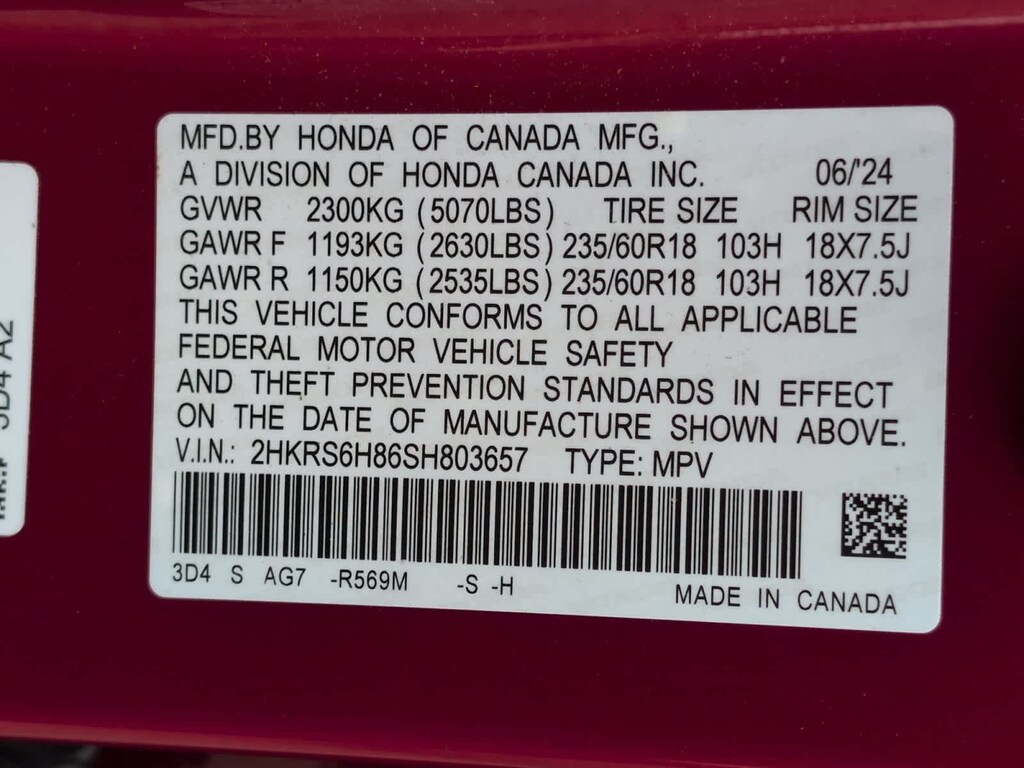 MFD.BY HONDA OF CANADA MFG.,
A DIVISION OF HONDA CANADA INC. 06/'24
GVWR 2300KG (5070LBS) TIRE SIZE RIM SIZE
GAWR F 1193KG (2630LBS) 235/60R18 103H 18X7.5J
GAWR R 1150KG (2535LBS) 235/60R18 103H 18X7.5J
THIS VEHICLE CONFORMS TO ALL APPLICABLE
FEDERAL MOTOR VEHICLE SAFETY
AND THEFT PREVENTION STANDARDS IN EFFECT
ON THE DATE OF MANUFACTURE SHOWN ABOVE.
V.I.N.: 2HKRS6H86SH803657 TYPE: MPV
3D4 S AG7 -R569M -S -H
MADE IN CANADA
3D4 A2